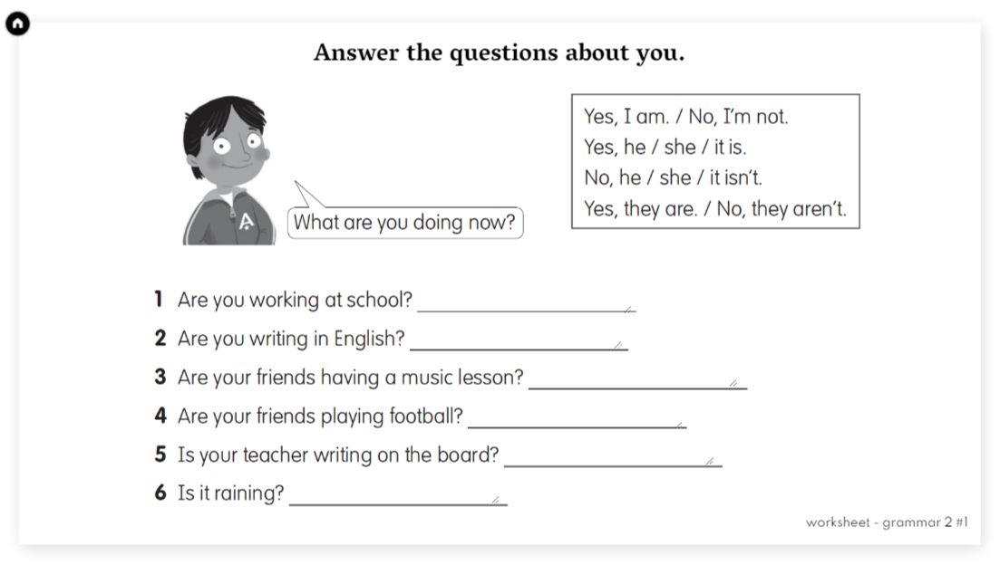 Answer the questions about you.
Yes, I am. / No, I'm not.
Yes, he / she / it is.
No, he / she / it isn't.
Yes, they are. / No, they aren't.
A
What are you doing now?
1 Are you working at school?
2 Are you writing in English?
3 Are your friends having a music lesson?
4 Are your friends playing football?
5 Is your teacher writing on the board?
6 Is it raining?
worksheet - grammar 2 #1